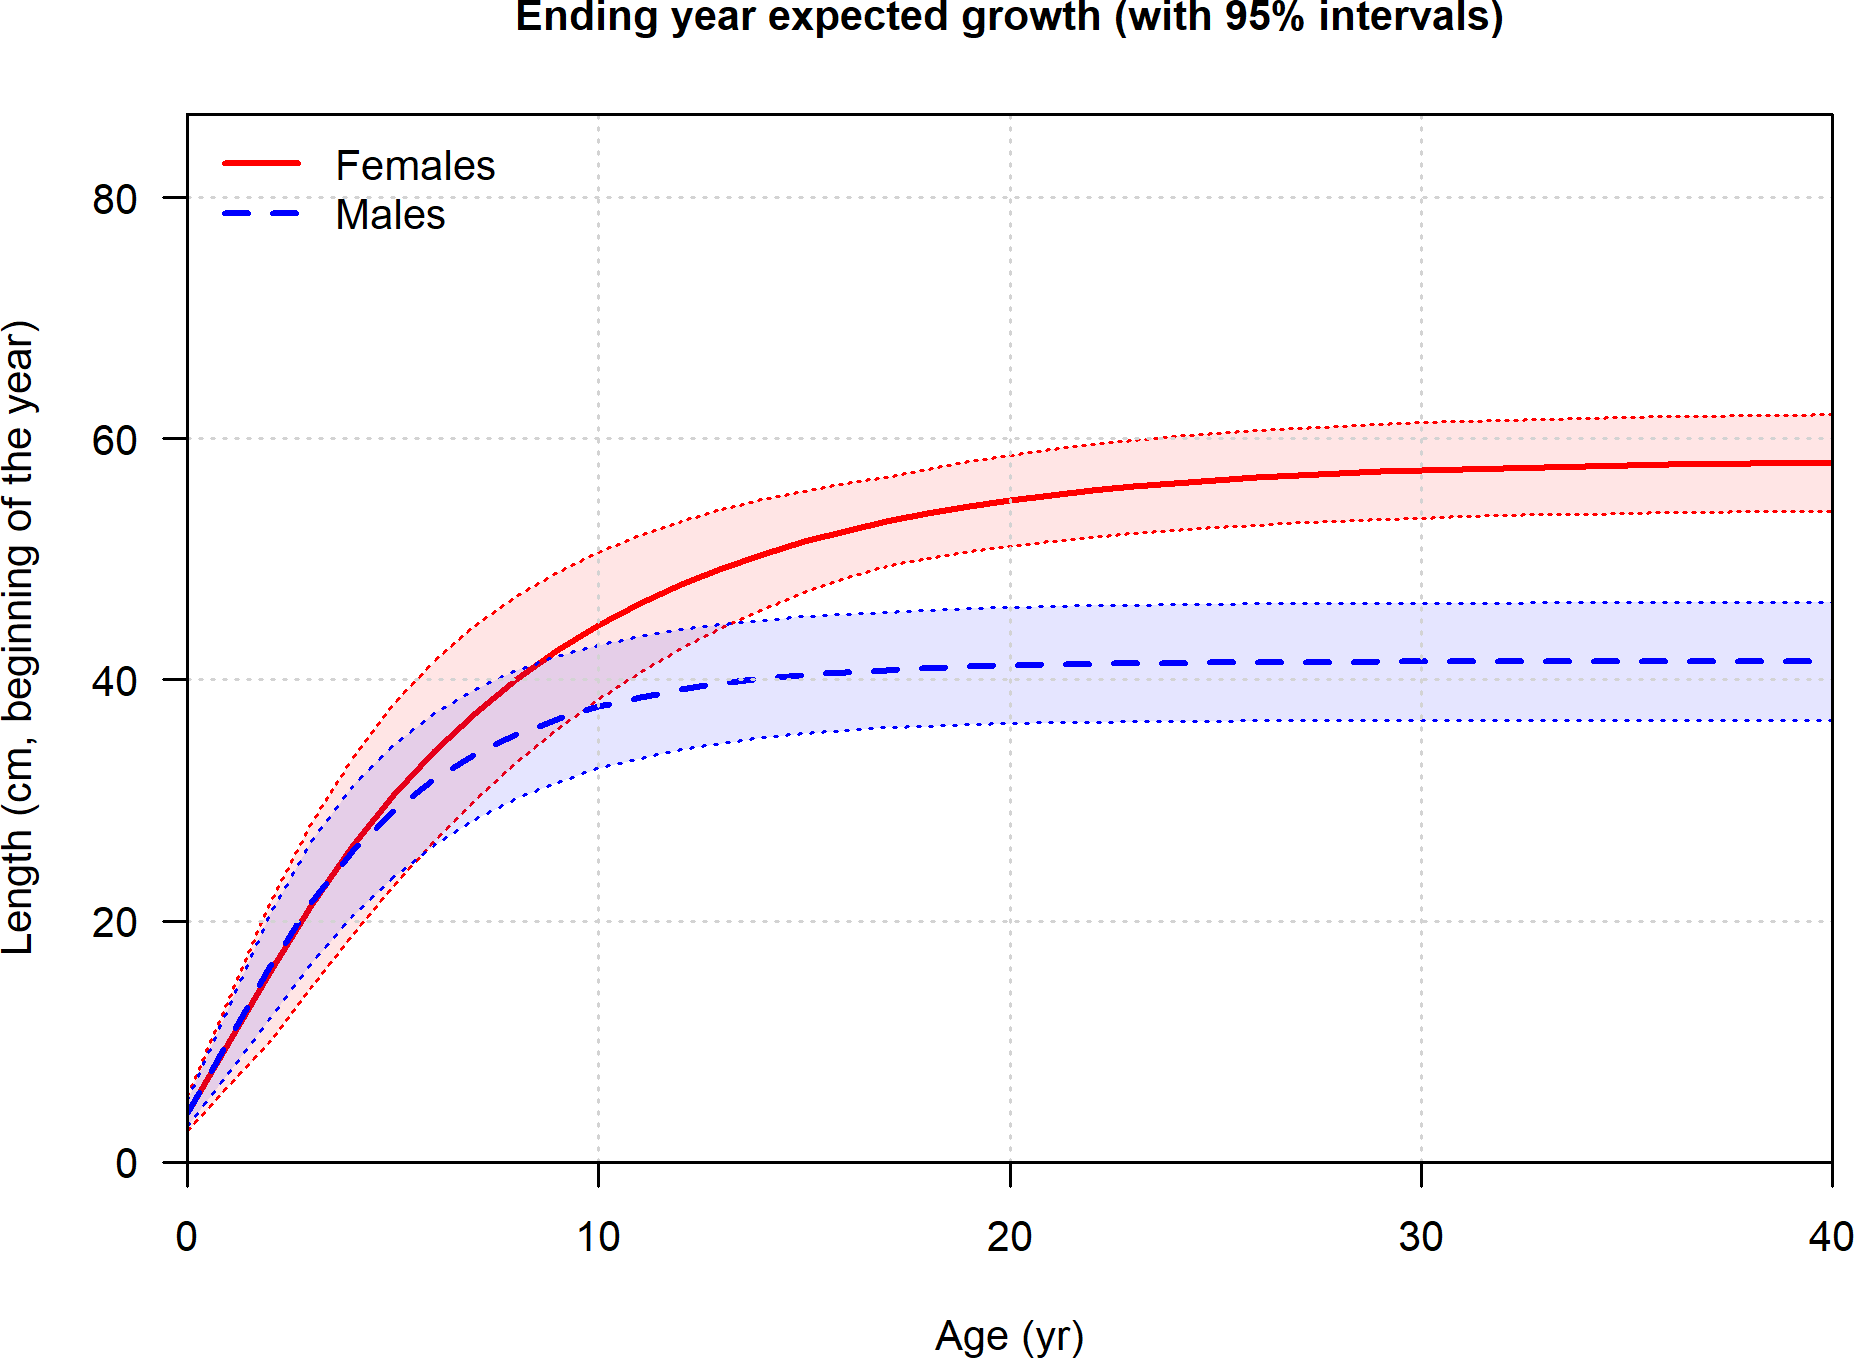 Ending year expected growth (with 95% intervals)
Females
Males
Length (cm, beginning of the year)
80
60
40
20
0
0 10 20 30 40
Age (yr)